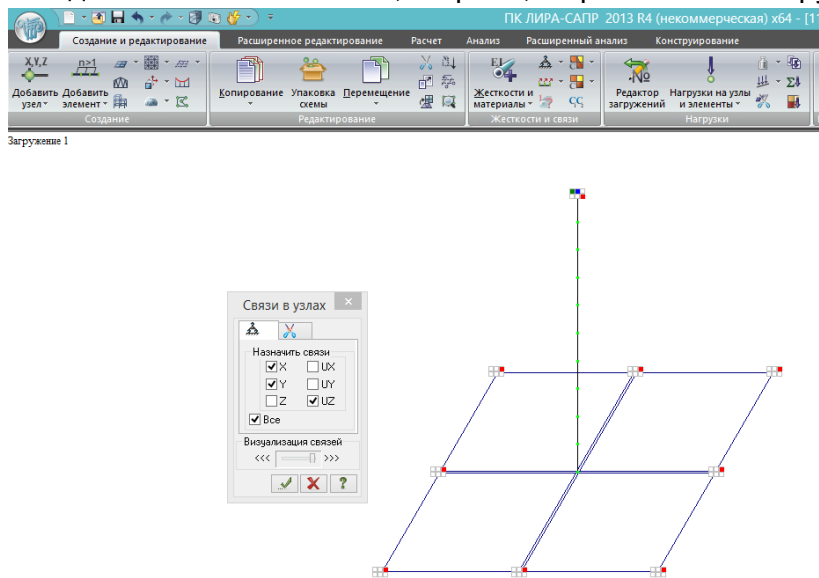 ПК ЛИРА-САПР 2013 R4 (некоммерческая) x64 - [1
Создание и редактирование Расширенное редактирование Расчет Анализ Расширенный анализ Конструирование
X,Y,Z
Добавить узел
Добавить элемент
Создание
Копирование
Упаковка схемы
Перемещение
Редактирование
Жесткости и материалы
Жесткости и связи
№
Редактор загружений
Нагрузки на узлы и элементы
Нагрузки
Загружение 1
Связи в узлах
Назначить связи
X UX
Y UY
Z UZ
Все
Визуализация связей
<<< >>>
?